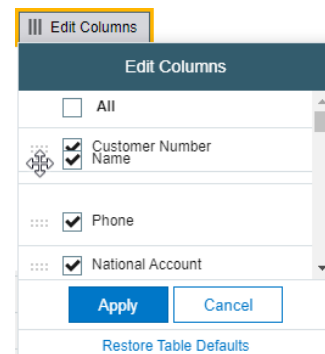 Edit Columns
Edit Columns
All
Customer Number
Name
Phone
National Account
Apply Cancel
Restore Table Defaults